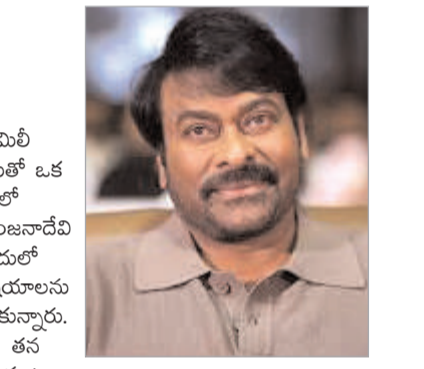 మిలీ
తో ఒక
లో
ంజనాదేవి
దులో
యాలను
కున్నారు.
తన